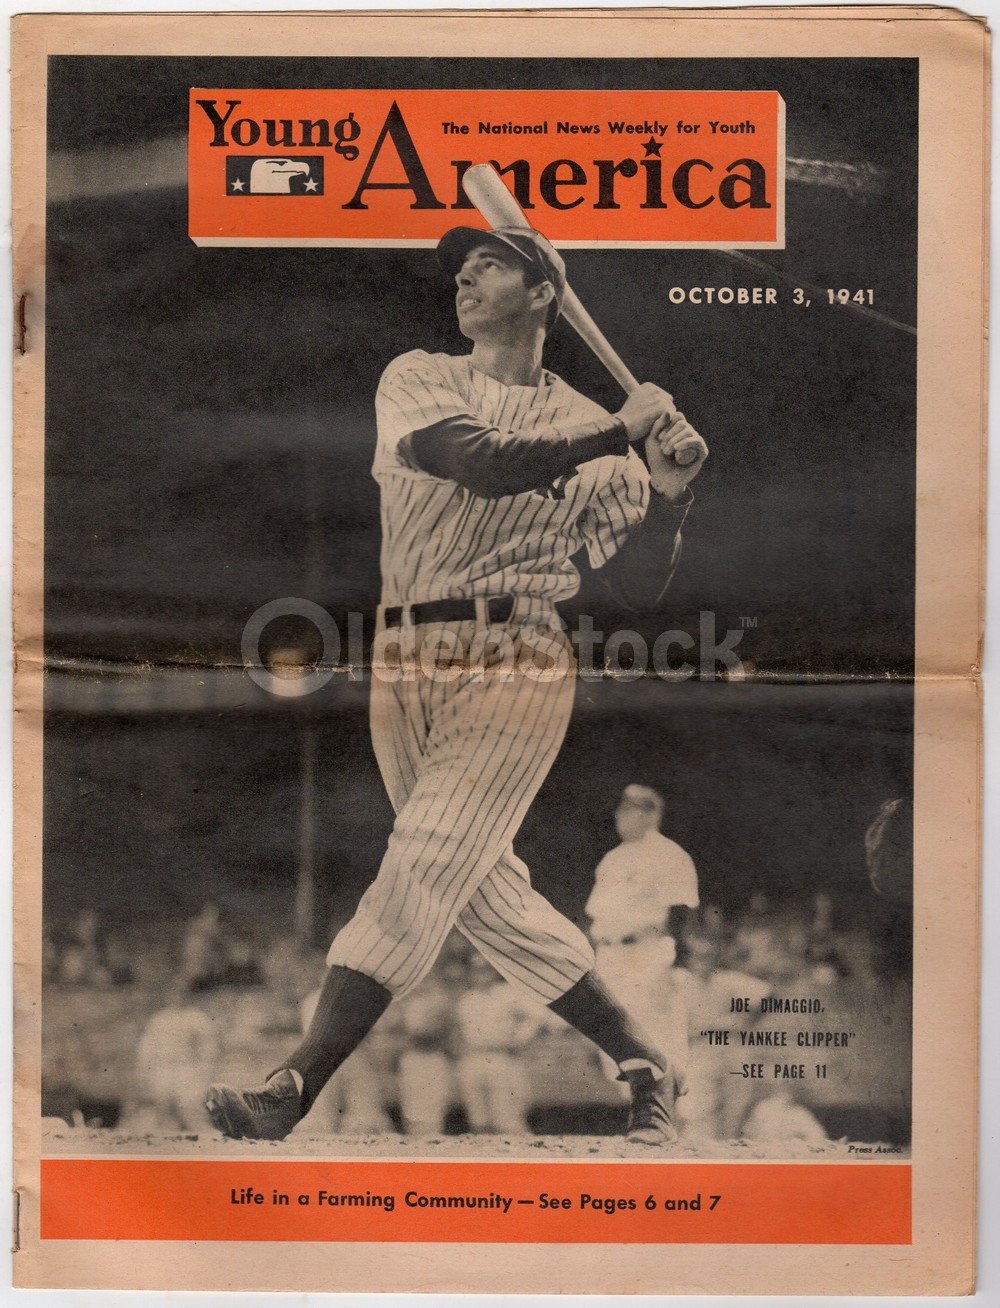 Young America
The National News Weekly for Youth
OCTOBER 3, 1941
OldenStock™
JOE DIMAGGIO,
"THE YANKEE CLIPPER"
—SEE PAGE 11
Press Assoc.
Life in a Farming Community — See Pages 6 and 7